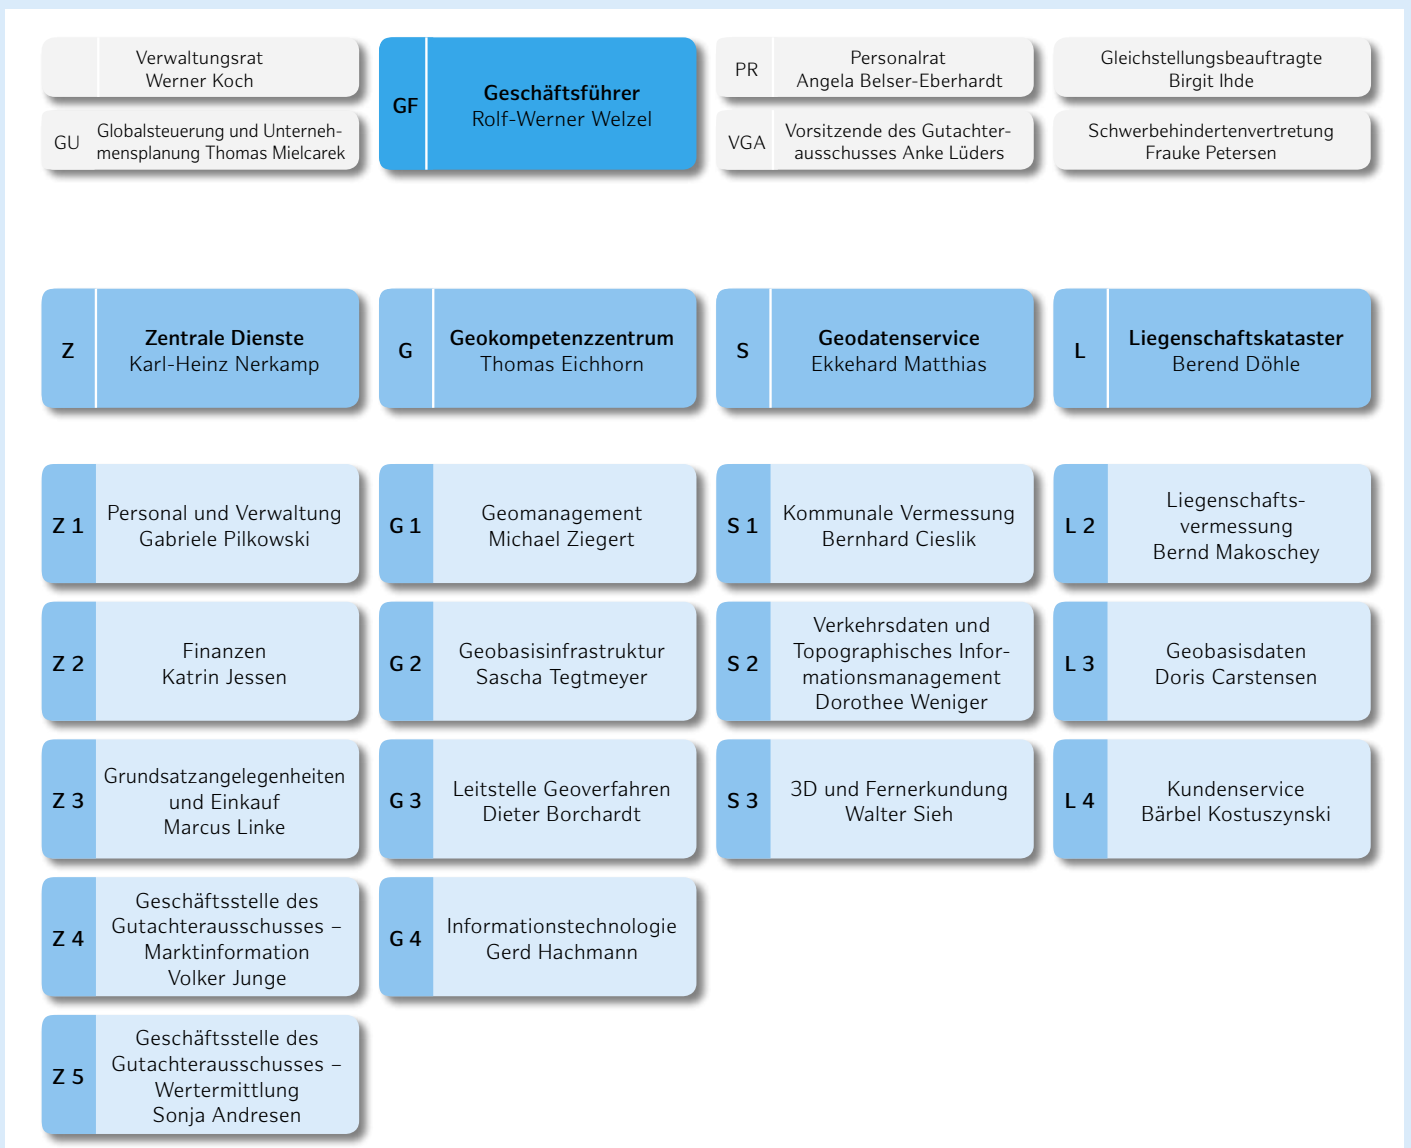 Verwaltungsrat
Werner Koch
GU
Globalsteuerung und Unterneh-
mensplanung Thomas Mielcarek
GF
Geschäftsführer
Rolf-Werner Welzel
PR
Personalrat
Angela Belser-Eberhardt
VGA
Vorsitzende des Gutachter-
ausschusses Anke Lüders
Gleichstellungsbeauftragte
Birgit Ihde
Schwerbehindertenvertretung
Frauke Petersen
Z
Zentrale Dienste
Karl-Heinz Nerkamp
G
Geokompetenzzentrum
Thomas Eichhorn
S
Geodatenservice
Ekkehard Matthias
L
Liegenschaftskataster
Berend Döhle
Z 1
Personal und Verwaltung
Gabriele Pilkowski
G 1
Geomanagement
Michael Ziegert
S 1
Kommunale Vermessung
Bernhard Cieslik
L 2
Liegenschafts-
vermessung
Bernd Makoschey
Z 2
Finanzen
Katrin Jessen
G 2
Geobasisinfrastruktur
Sascha Tegtmeyer
S 2
Verkehrsdaten und
Topographisches Infor-
mationsmanagement
Dorothee Weniger
L 3
Geobasisdaten
Doris Carstensen
Z 3
Grundsatzangelegenheiten
und Einkauf
Marcus Linke
G 3
Leitstelle Geoverfahren
Dieter Borchardt
S 3
3D und Fernerkundung
Walter Sieh
L 4
Kundenservice
Bärbel Kostuszynski
Z 4
Geschäftsstelle des
Gutachterausschusses –
Marktinformation
Volker Junge
G 4
Informationstechnologie
Gerd Hachmann
Z 5
Geschäftsstelle des
Gutachterausschusses –
Wertermittlung
Sonja Andresen